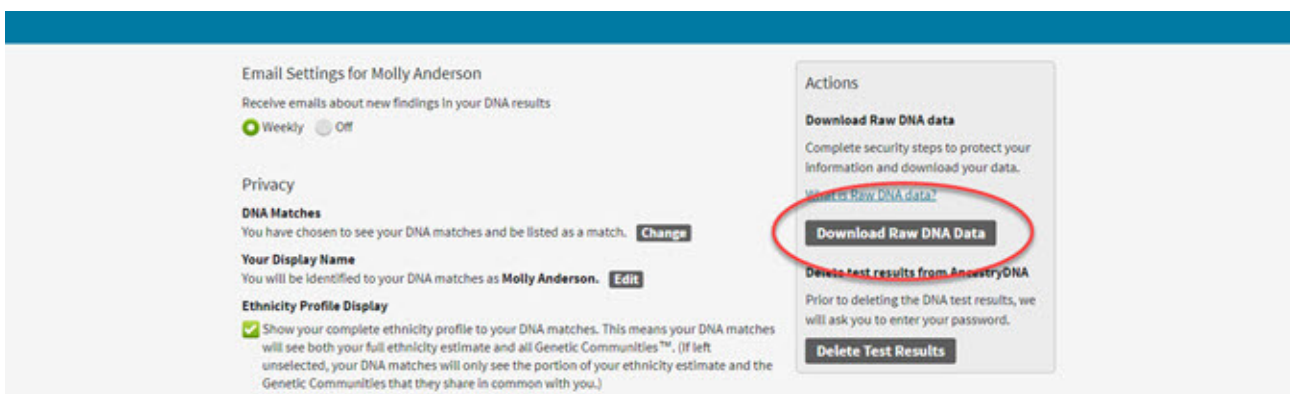 Email Settings for Molly Anderson
Receive emails about new findings in your DNA results
Weekly Off
Privacy
DNA Matches
You have chosen to see your DNA matches and be listed as a match. Change
Your Display Name
You will be identified to your DNA matches as Molly Anderson. Edit
Ethnicity Profile Display
Show your complete ethnicity profile to your DNA matches. This means your DNA matches
will see both your full ethnicity estimate and all Genetic Communities™. (If left
unselected, your DNA matches will only see the portion of your ethnicity estimate and the
Genetic Communities that they share in common with you.)
Actions
Download Raw DNA data
Complete security steps to protect your
information and download your data.
What is Raw DNA data?
Download Raw DNA Data
Delete test results from AncestryDNA
Prior to deleting the DNA test results, we
will ask you to enter your password.
Delete Test Results